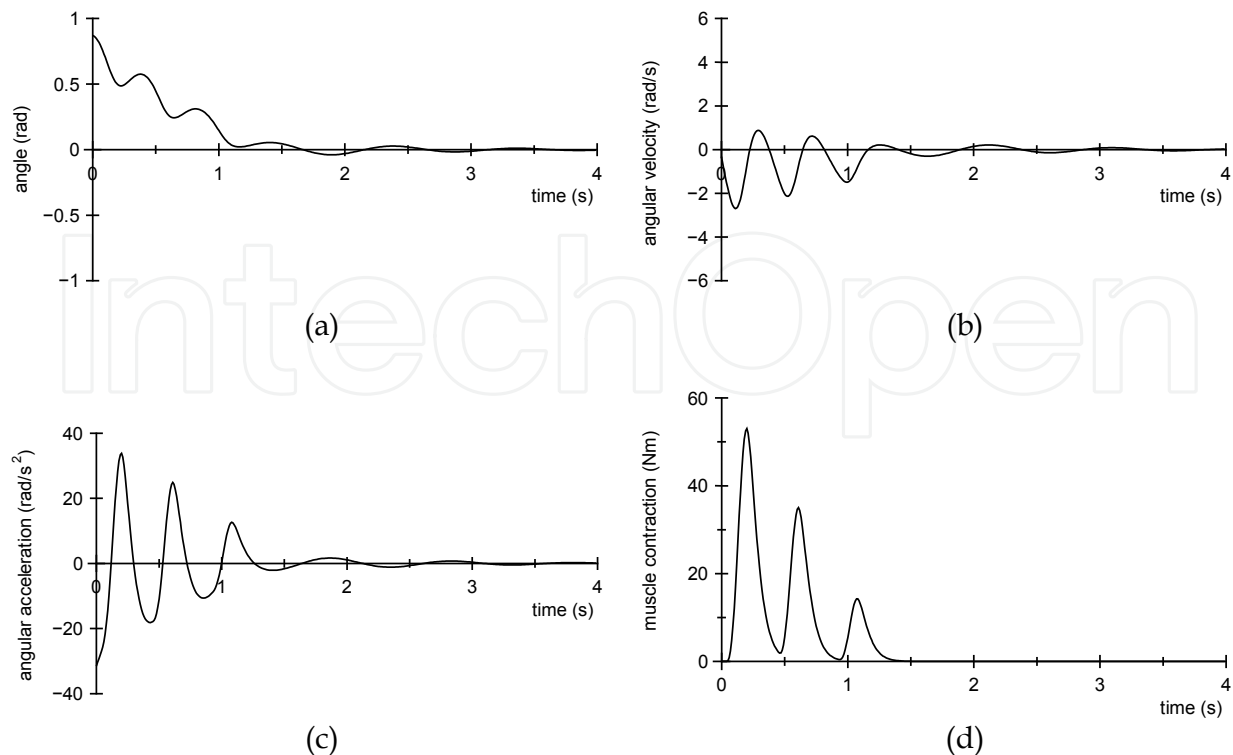 1
0.5
0
−0.5
−1
0 1 2 3 4
angle (rad)
time (s)
(a)
6
4
2
0
−2
−4
−6
0 1 2 3 4
angular velocity (rad/s)
time (s)
(b)
IntechOpen
40
20
0
−20
−40
0 1 2 3 4
angular acceleration (rad/s²)
time (s)
(c)
60
40
20
0
0 1 2 3 4
muscle contraction (Nm)
time (s)
(d)